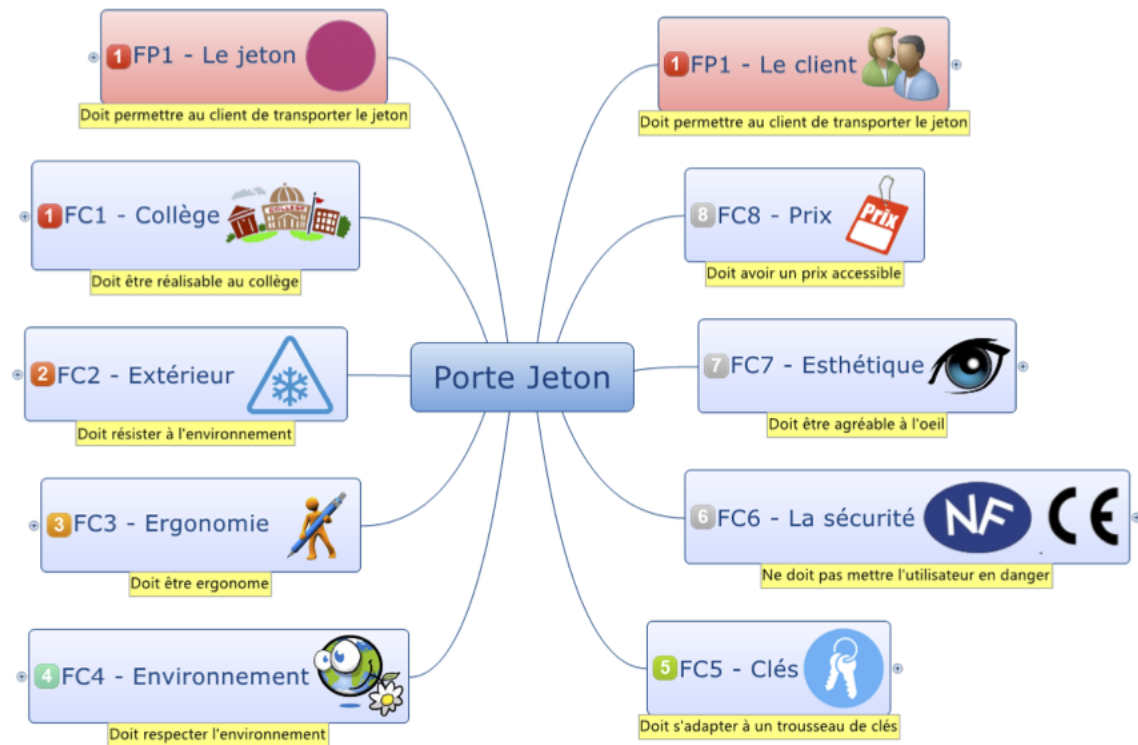 1 FP1 - Le jeton
Doit permettre au client de transporter le jeton
1 FC1 - Collège
COLLÈGE
Doit être réalisable au collège
2 FC2 - Extérieur
Doit résister à l'environnement
3 FC3 - Ergonomie
Doit être ergonome
4 FC4 - Environnement
Doit respecter l'environnement
Porte Jeton
1 FP1 - Le client
Doit permettre au client de transporter le jeton
8 FC8 - Prix
Prix
Doit avoir un prix accessible
7 FC7 - Esthétique
Doit être agréable à l'oeil
6 FC6 - La sécurité
NF CE
Ne doit pas mettre l'utilisateur en danger
5 FC5 - Clés
Doit s'adapter à un trousseau de clés